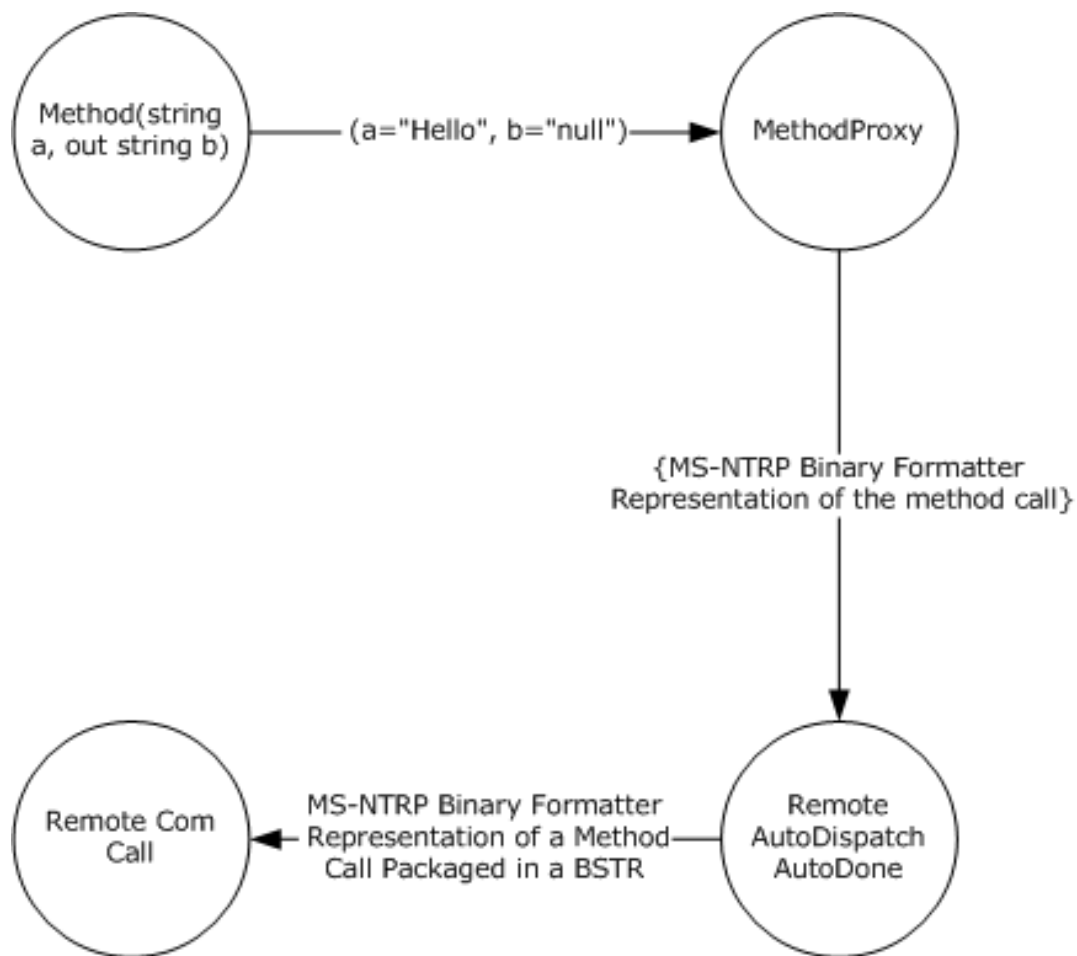 Method(string
a, out string b)
(a="Hello", b="null")
MethodProxy
{MS-NTRP Binary Formatter
Representation of the method call}
Remote
AutoDispatch
AutoDone
MS-NTRP Binary Formatter
Representation of a Method
Call Packaged in a BSTR
Remote Com
Call